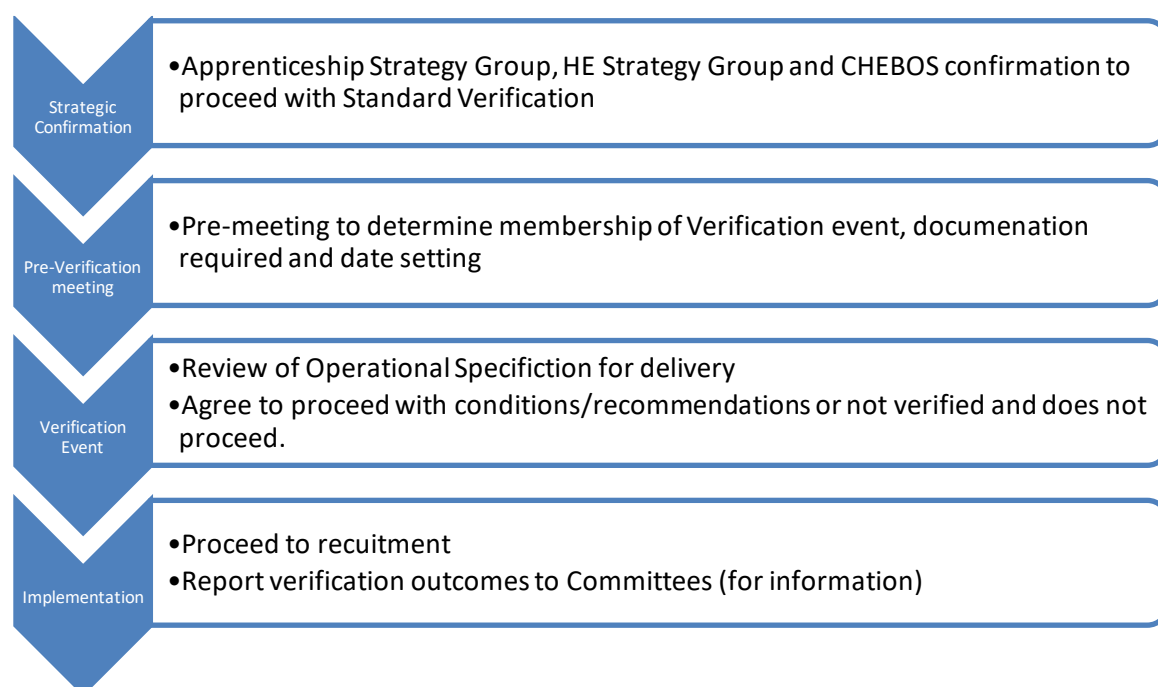 Strategic
Confirmation
•Apprenticeship Strategy Group, HE Strategy Group and CHEBOS confirmation to
proceed with Standard Verification
Pre-Verification
meeting
•Pre-meeting to determine membership of Verification event, documenation
required and date setting
Verification
Event
•Review of Operational Specifiction for delivery
•Agree to proceed with conditions/recommendations or not verified and does not
proceed.
Implementation
•Proceed to recuitment
•Report verification outcomes to Committees (for information)